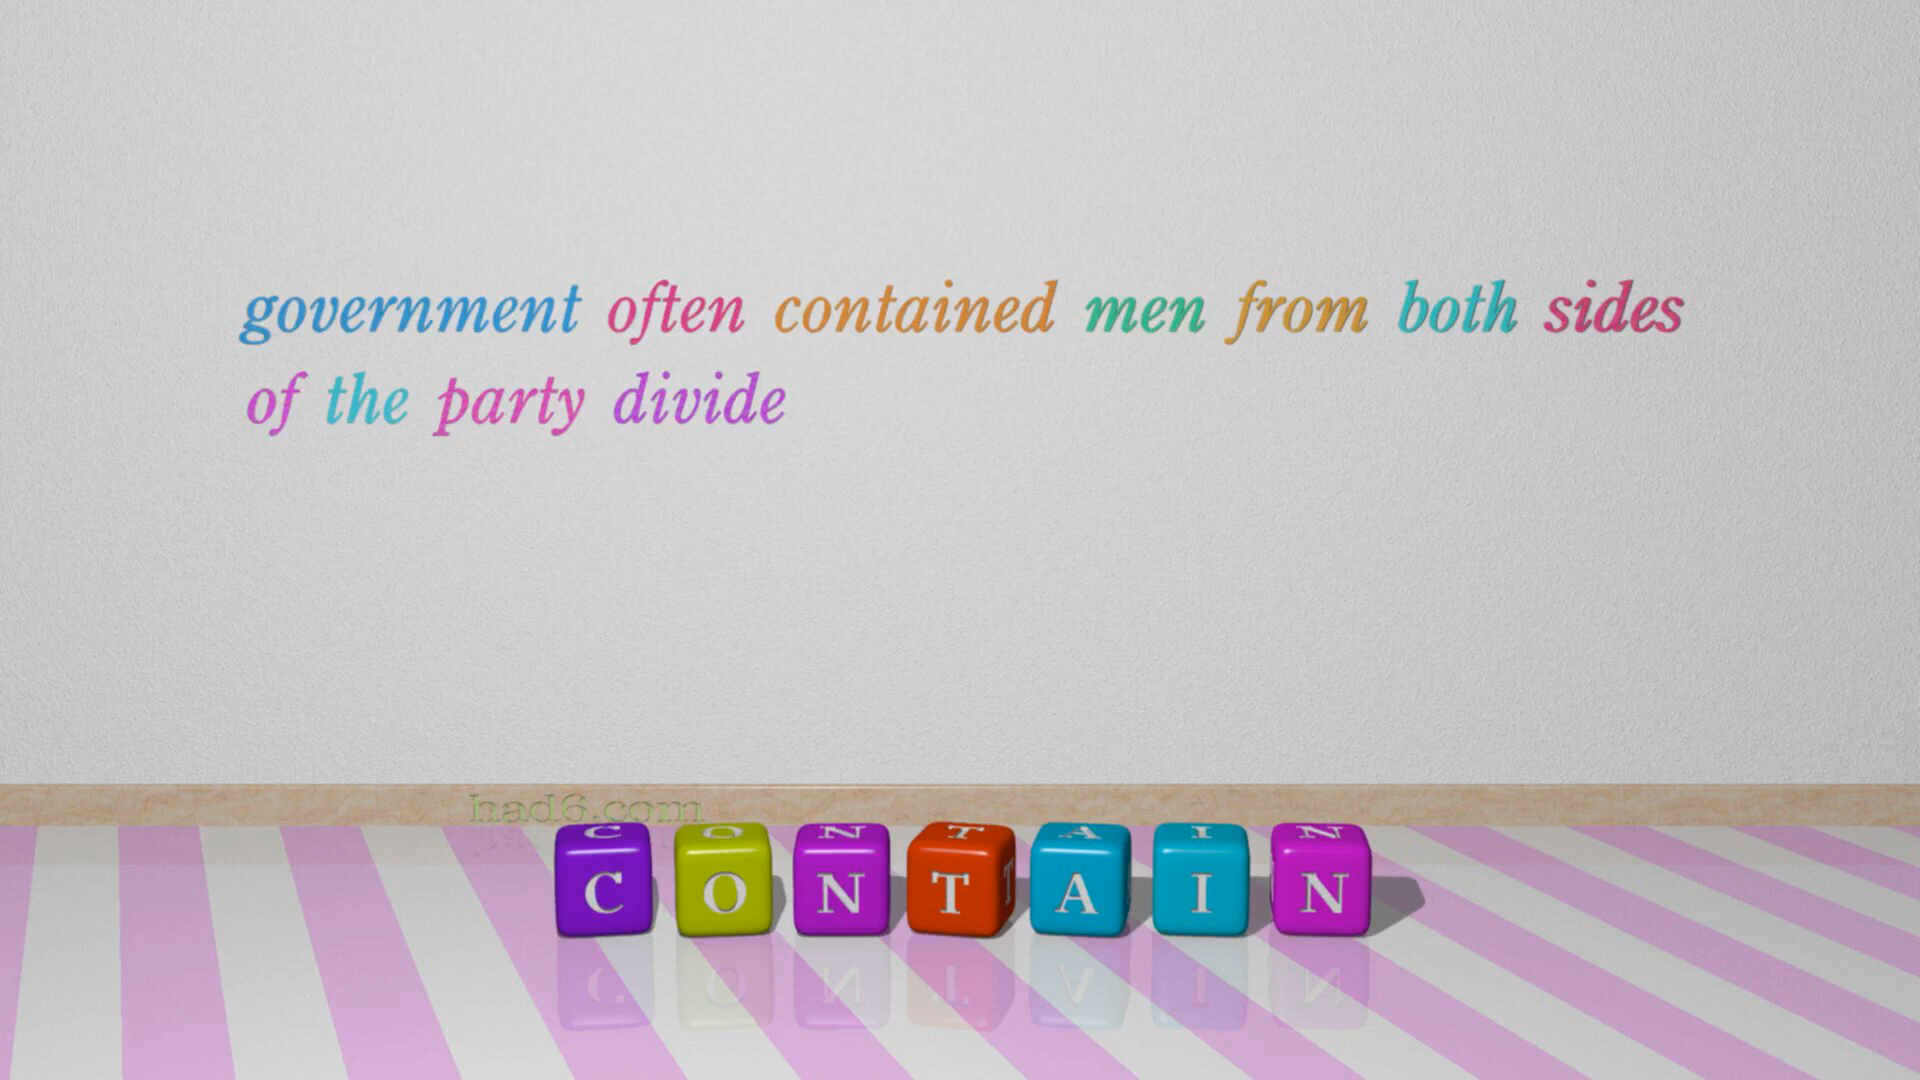 government often contained men from both sides
of the party divide
had6.com
CONTAIN